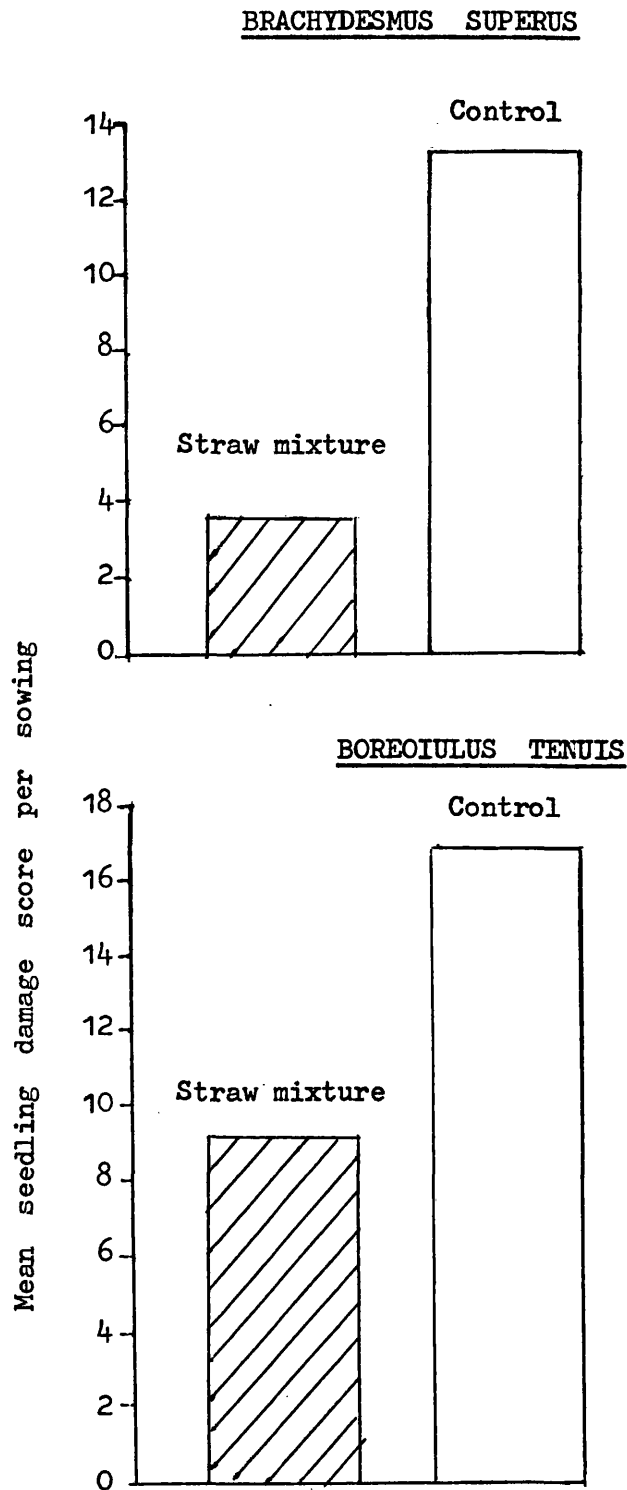 BRACHYDESMUS SUPERUS
Control
14
12
10
8
6
Straw mixture
4
2
0
Mean seedling damage score per sowing
BOREOIULUS TENUIS
18
Control
16
14
12
Straw mixture
10
8
6
4
2
0